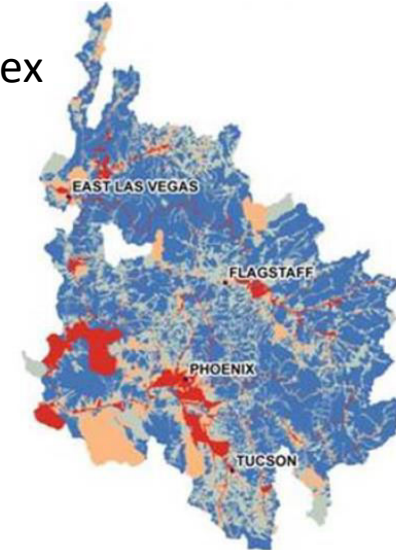 ex
EAST LAS VEGAS
FLAGSTAFF
PHOENIX
TUCSON